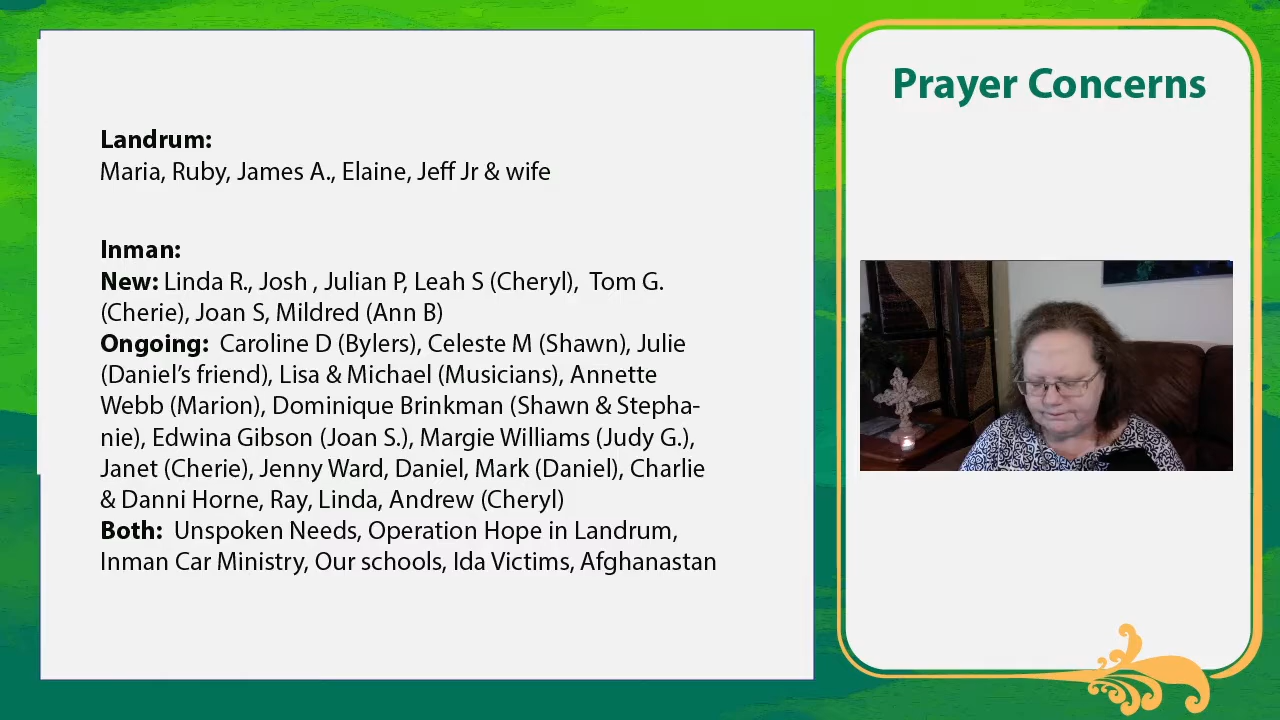 Prayer Concerns
Landrum:
Maria, Ruby, James A., Elaine, Jeff Jr & wife
Inman:
New: Linda R., Josh , Julian P, Leah S (Cheryl),  Tom G.
(Cherie), Joan S, Mildred (Ann B)
Ongoing:  Caroline D (Bylers), Celeste M (Shawn), Julie
(Daniel’s friend), Lisa & Michael (Musicians), Annette
Webb (Marion), Dominique Brinkman (Shawn & Stepha-
nie), Edwina Gibson (Joan S.), Margie Williams (Judy G.),
Janet (Cherie), Jenny Ward, Daniel, Mark (Daniel), Charlie
& Danni Horne, Ray, Linda, Andrew (Cheryl)
Both:  Unspoken Needs, Operation Hope in Landrum,
Inman Car Ministry, Our schools, Ida Victims, Afghanastan